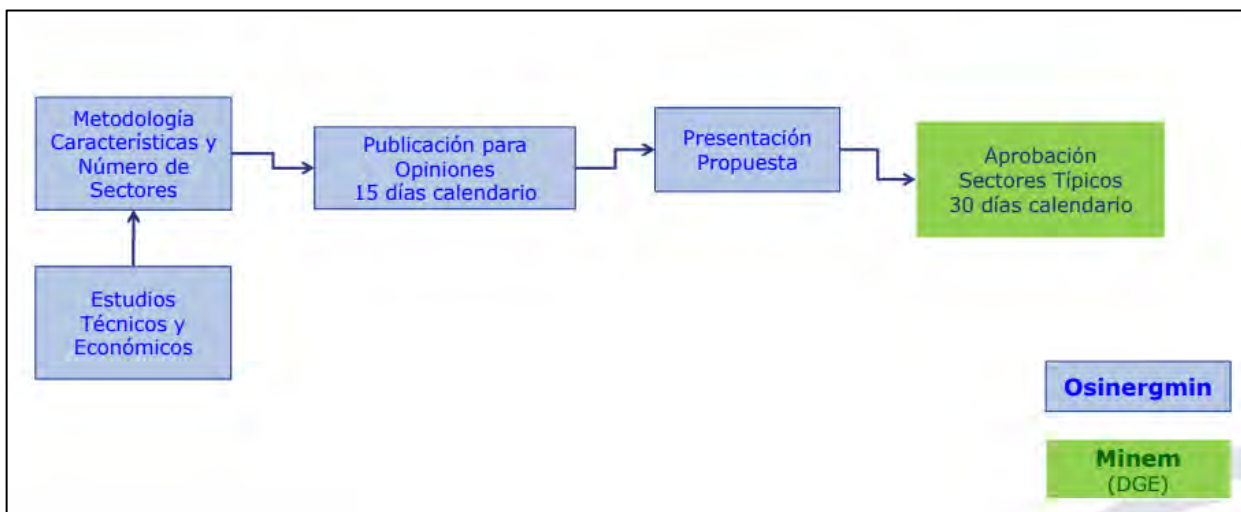 Metodología
Características y
Número de
Sectores
Publicación para
Opiniones
15 días calendario
Presentación
Propuesta
Aprobación
Sectores Típicos
30 días calendario
Estudios
Técnicos y
Económicos
Osinergmin
Minem
(DGE)